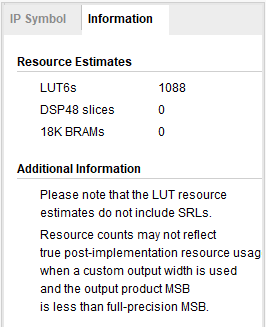 IP Symbol Information
Resource Estimates
LUT6s 1088
DSP48 slices 0
18K BRAMs 0
Additional Information
Please note that the LUT resource
estimates do not include SRLs.
Resource counts may not reflect
true post-implementation resource usag
when a custom output width is used
and the output product MSB
is less than full-precision MSB.